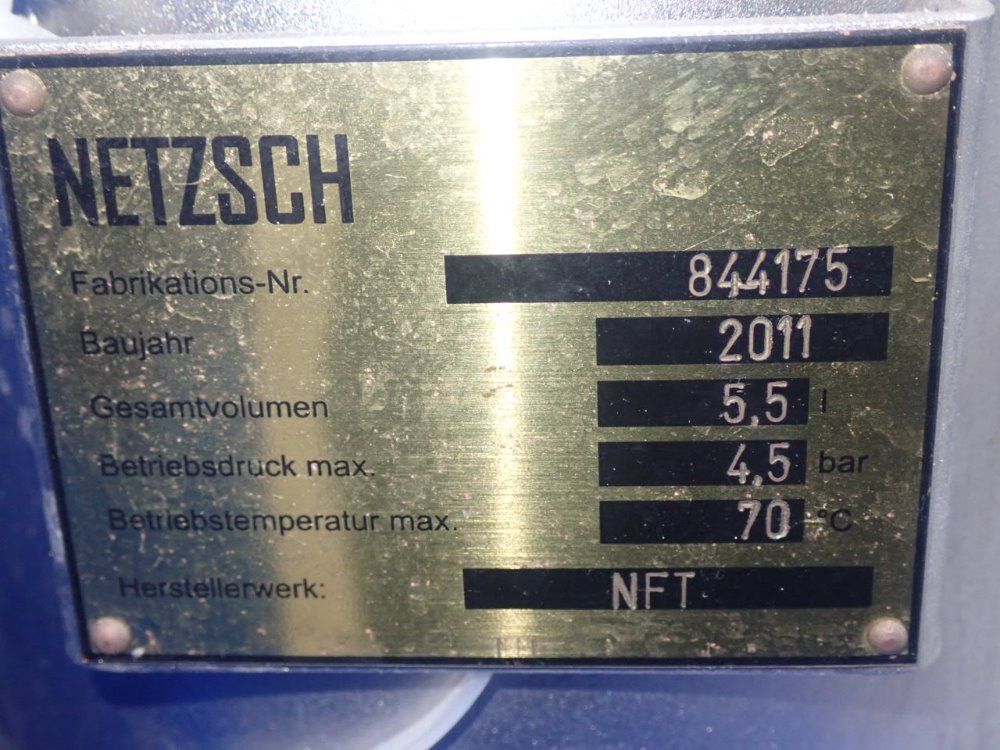 NETZSCH
Fabrikations-Nr. 844175
Baujahr 2011
Gesamtvolumen 5,5 l
Betriebsdruck max. 4,5 bar
Betriebstemperatur max. 70 °C
Herstellerwerk: NFT